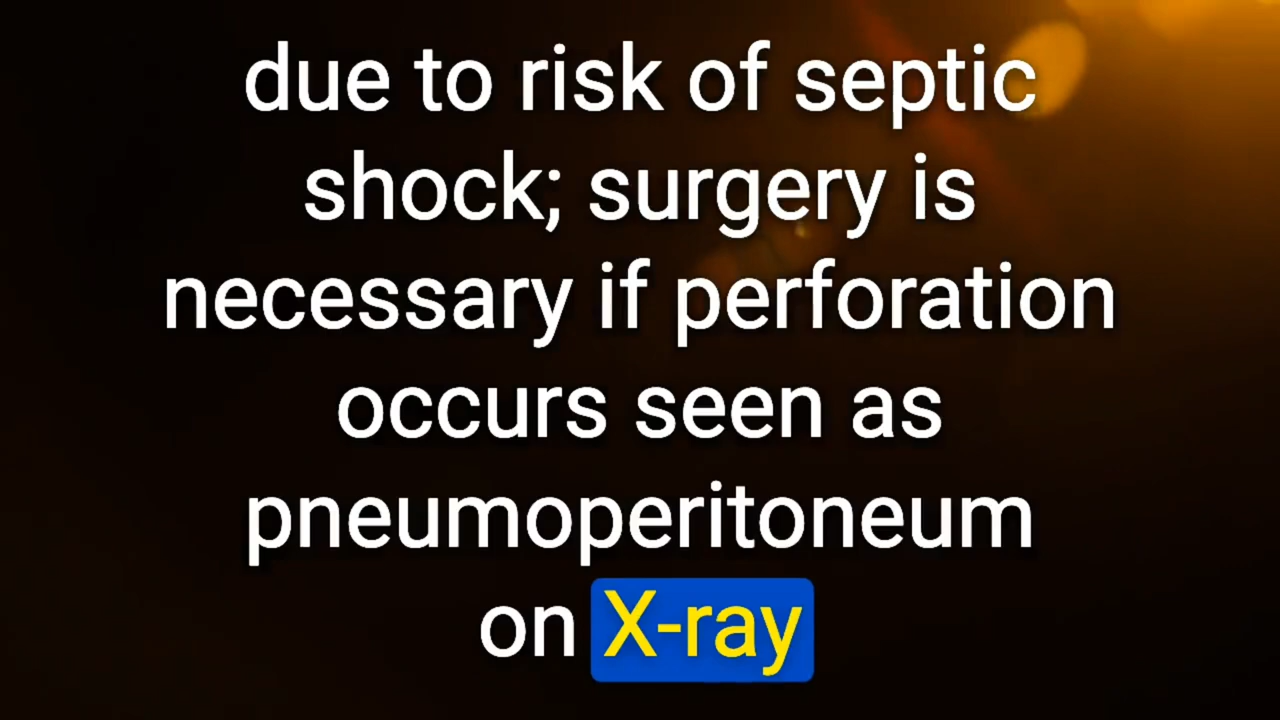 due to risk of septic
shock; surgery is
necessary if perforation
occurs seen as
pneumoperitoneum
on X-ray